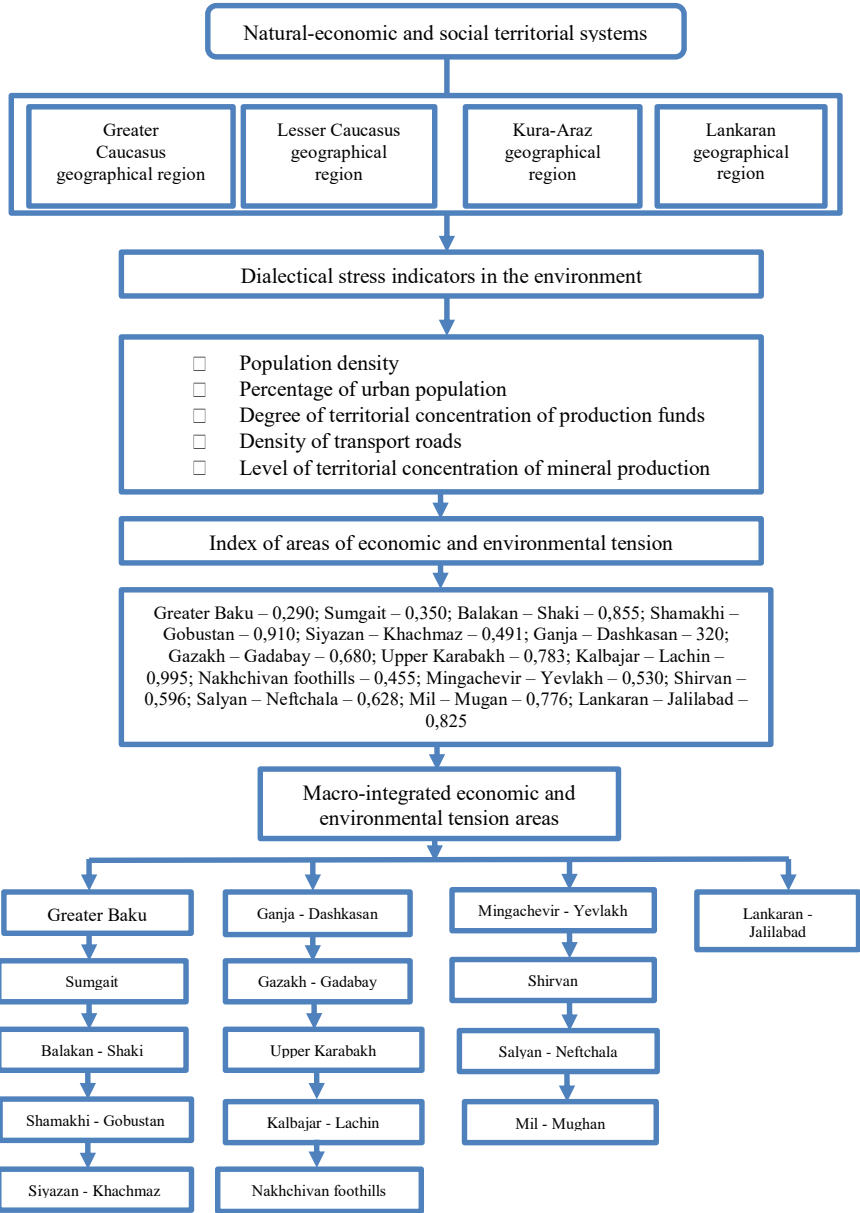 Natural-economic and social territorial systems
Greater
Caucasus
geographical region
Lesser Caucasus
geographical
region
Kura-Araz
geographical
region
Lankaran
geographical
region
Dialectical stress indicators in the environment
Population density
Percentage of urban population
Degree of territorial concentration of production funds
Density of transport roads
Level of territorial concentration of mineral production
Index of areas of economic and environmental tension
Greater Baku – 0,290; Sumgait – 0,350; Balakan – Shaki – 0,855; Shamakhi –
Gobustan – 0,910; Siyazan – Khachmaz – 0,491; Ganja – Dashkasan – 320;
Gazakh – Gadabay – 0,680; Upper Karabakh – 0,783; Kalbajar – Lachin –
0,995; Nakhchivan foothills – 0,455; Mingachevir – Yevlakh – 0,530; Shirvan –
0,596; Salyan – Neftchala – 0,628; Mil – Mugan – 0,776; Lankaran – Jalilabad –
0,825
Macro-integrated economic and
environmental tension areas
Greater Baku
Sumgait
Balakan - Shaki
Shamakhi - Gobustan
Siyazan - Khachmaz
Ganja - Dashkasan
Gazakh - Gadabay
Upper Karabakh
Kalbajar - Lachin
Nakhchivan foothills
Mingachevir - Yevlakh
Shirvan
Salyan - Neftchala
Mil - Mughan
Lankaran -
Jalilabad